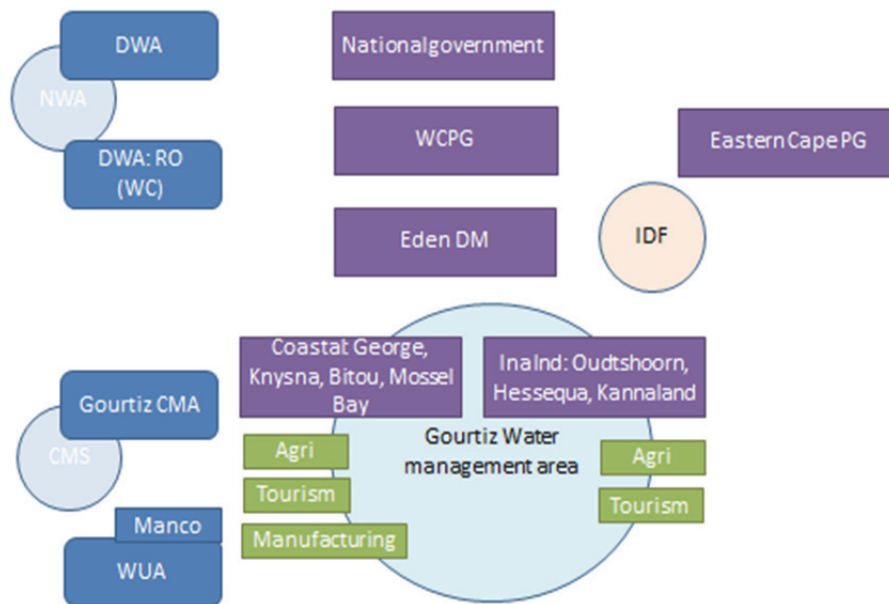 DWA
Nationalgovernment
NWA
WCPG
Eastern Cape PG
DWA: RO
(WC)
Eden DM
IDF
Coastal: George,
Knysna, Bitou, Mossel
Bay
Inalnd: Oudtshoorn,
Hessequa, Kannaland
Gourtiz CMA
Gourtiz Water
management area
CMS
Agri
Tourism
Manufacturing
Agri
Tourism
Manco
WUA